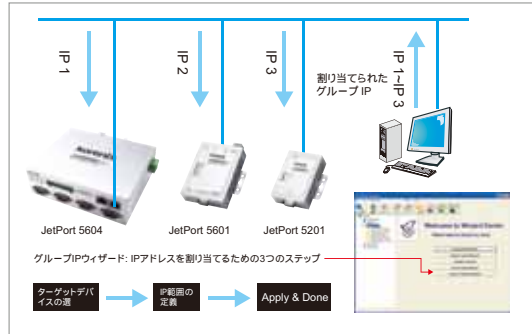 IP 1
IP 2
IP 3
割り当てられた
グループ IP
IP 1~IP 3
JetPort 5604
JetPort 5601
JetPort 5201
グループIPウィザード: IPアドレスを割り当てるための3つのステップ
ターゲットデバ
イスの選
IP範囲の
定義
Apply & Done